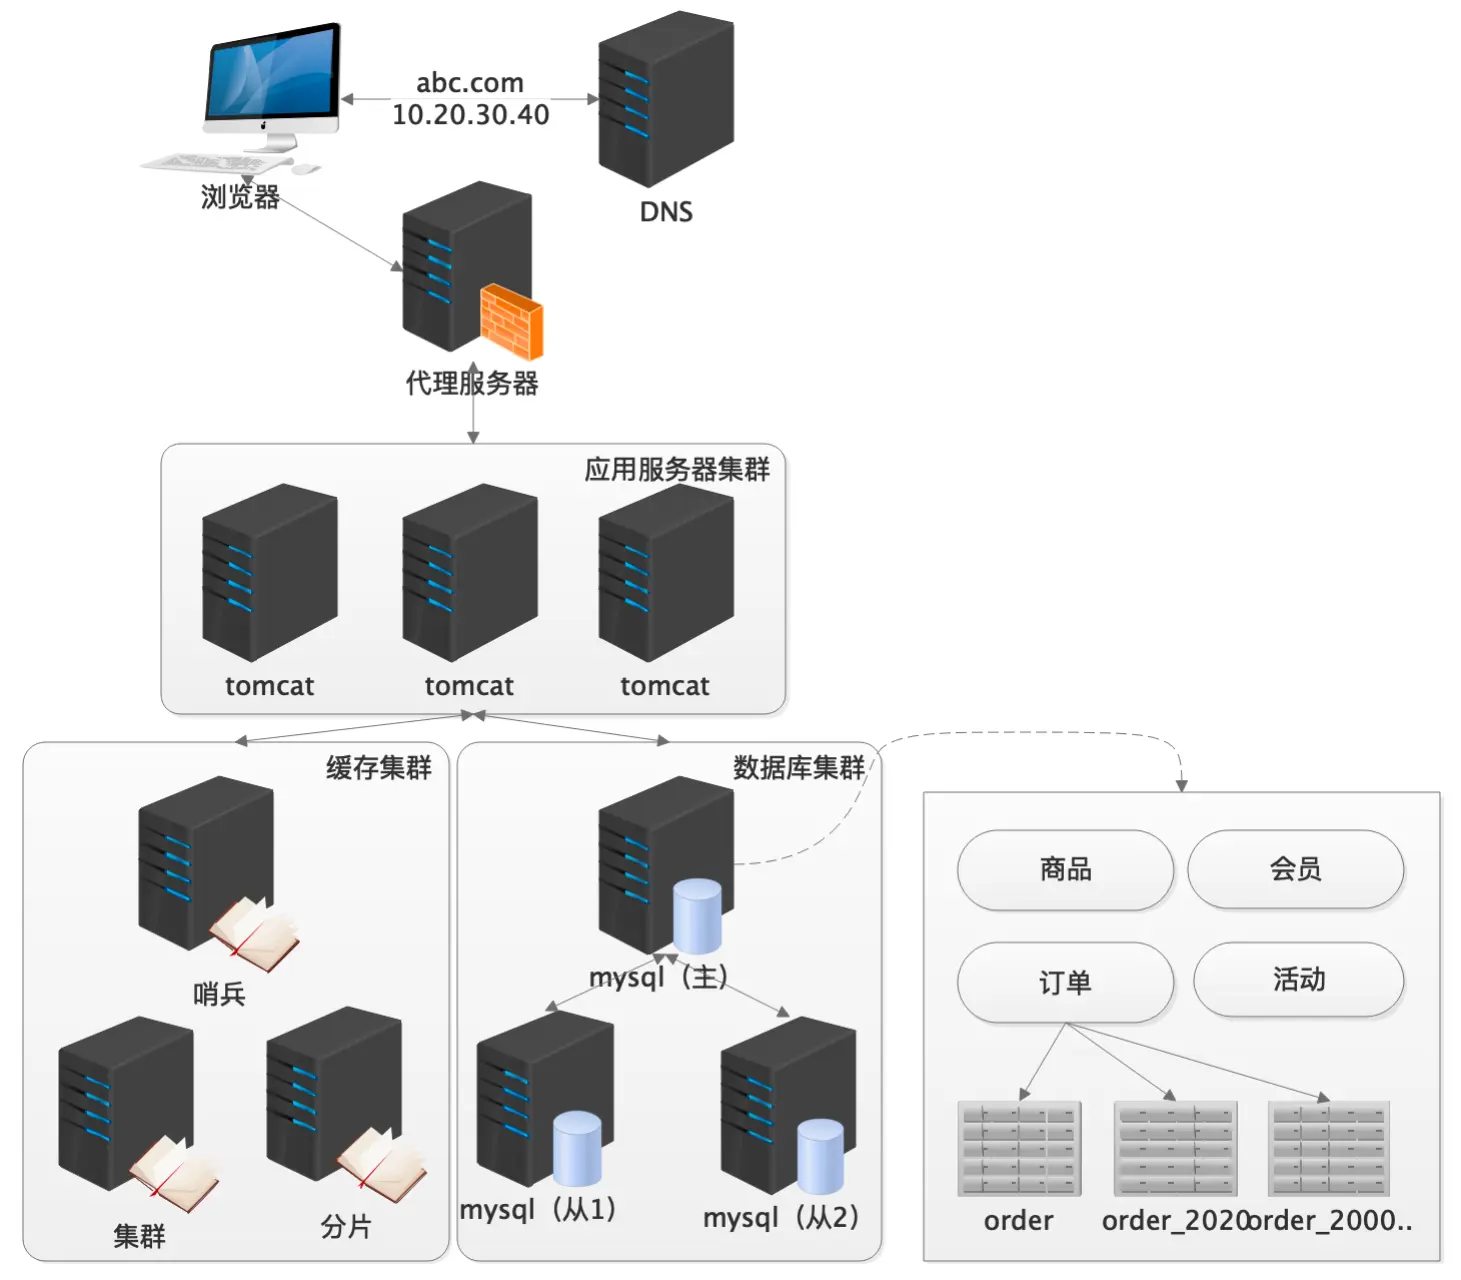 abc.com
10.20.30.40
浏览器
DNS
代理服务器
应用服务器集群
tomcat
tomcat
tomcat
缓存集群
哨兵
集群
分片
数据库集群
mysql（主）
mysql（从1）
mysql（从2）
商品
会员
订单
活动
order
order_2020
order_2000..